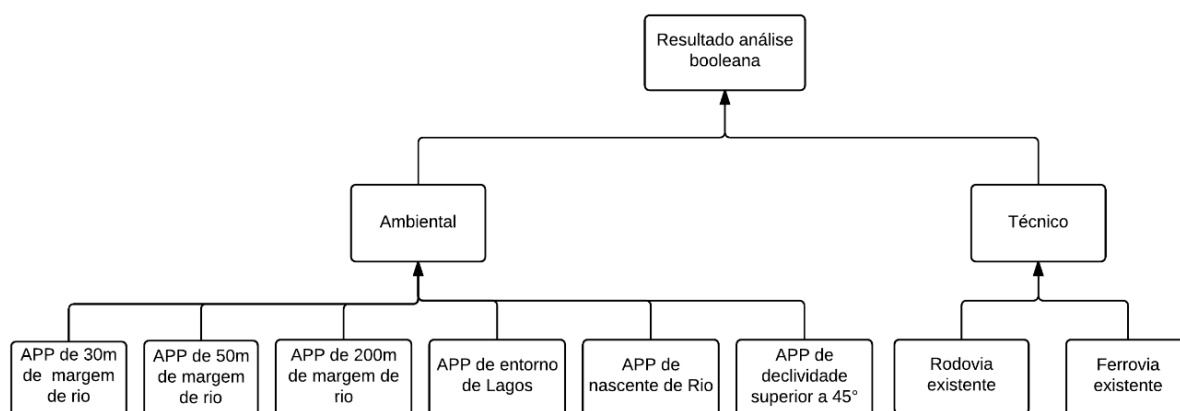 Resultado análise
booleana
Ambiental
Técnico
APP de 30m
de margem
de rio
APP de 50m
de margem
de rio
APP de 200m
de margem de
rio
APP de entorno
de Lagos
APP de
nascente de Rio
APP de
declividade
superior a 45°
Rodovia
existente
Ferrovia
existente